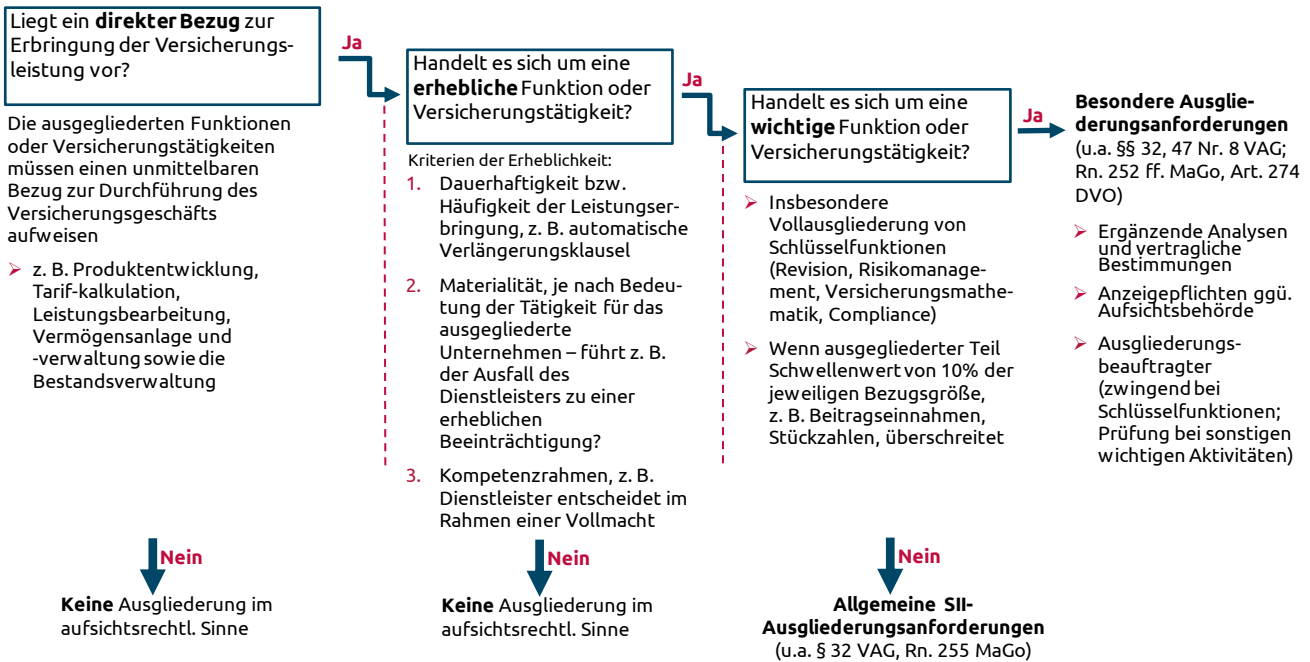 Liegt ein direkter Bezug zur
Erbringung der Versicherungs-
leistung vor?
Die ausgegliederten Funktionen
oder Versicherungstätigkeiten
müssen einen unmittelbaren
Bezug zur Durchführung des
Versicherungsgeschäfts
aufweisen
z. B. Produktentwicklung,
Tarif-kalkulation,
Leistungsbearbeitung,
Vermögensanlage und
-verwaltung sowie die
Bestandsverwaltung
Nein
Keine Ausgliederung im
aufsichtsrechtl. Sinne
Ja
Handelt es sich um eine
erhebliche Funktion oder
Versicherungstätigkeit?
Kriterien der Erheblichkeit:
1. Dauerhaftigkeit bzw.
Häufigkeit der Leistungser-
bringung, z. B. automatische
Verlängerungsklausel
2. Materialität, je nach Bedeu-
tung der Tätigkeit für das
ausgegliederte
Unternehmen – führt z. B.
der Ausfall des
Dienstleisters zu einer
erheblichen
Beeinträchtigung?
3. Kompetenzrahmen, z. B.
Dienstleister entscheidet im
Rahmen einer Vollmacht
Nein
Keine Ausgliederung im
aufsichtsrechtl. Sinne
Ja
Handelt es sich um eine
wichtige Funktion oder
Versicherungstätigkeit?
Insbesondere
Vollausgliederung von
Schlüsselfunktionen
(Revision, Risikomanage-
ment, Versicherungsmathe-
matik, Compliance)
Wenn ausgegliederter Teil
Schwellenwert von 10% der
jeweiligen Bezugsgröße,
z. B. Beitragseinnahmen,
Stückzahlen, überschreitet
Nein
Allgemeine SII-
Ausgliederungsanforderungen
(u.a. § 32 VAG, Rn. 255 MaGo)
Ja
Besondere Ausglie-
derungsanforderungen
(u.a. §§ 32, 47 Nr. 8 VAG;
Rn. 252 ff. MaGo, Art. 274
DVO)
Ergänzende Analysen
und vertragliche
Bestimmungen
Anzeigepflichten ggü.
Aufsichtsbehörde
Ausgliederungs-
beauftragter
(zwingend bei
Schlüsselfunktionen;
Prüfung bei sonstigen
wichtigen Aktivitäten)